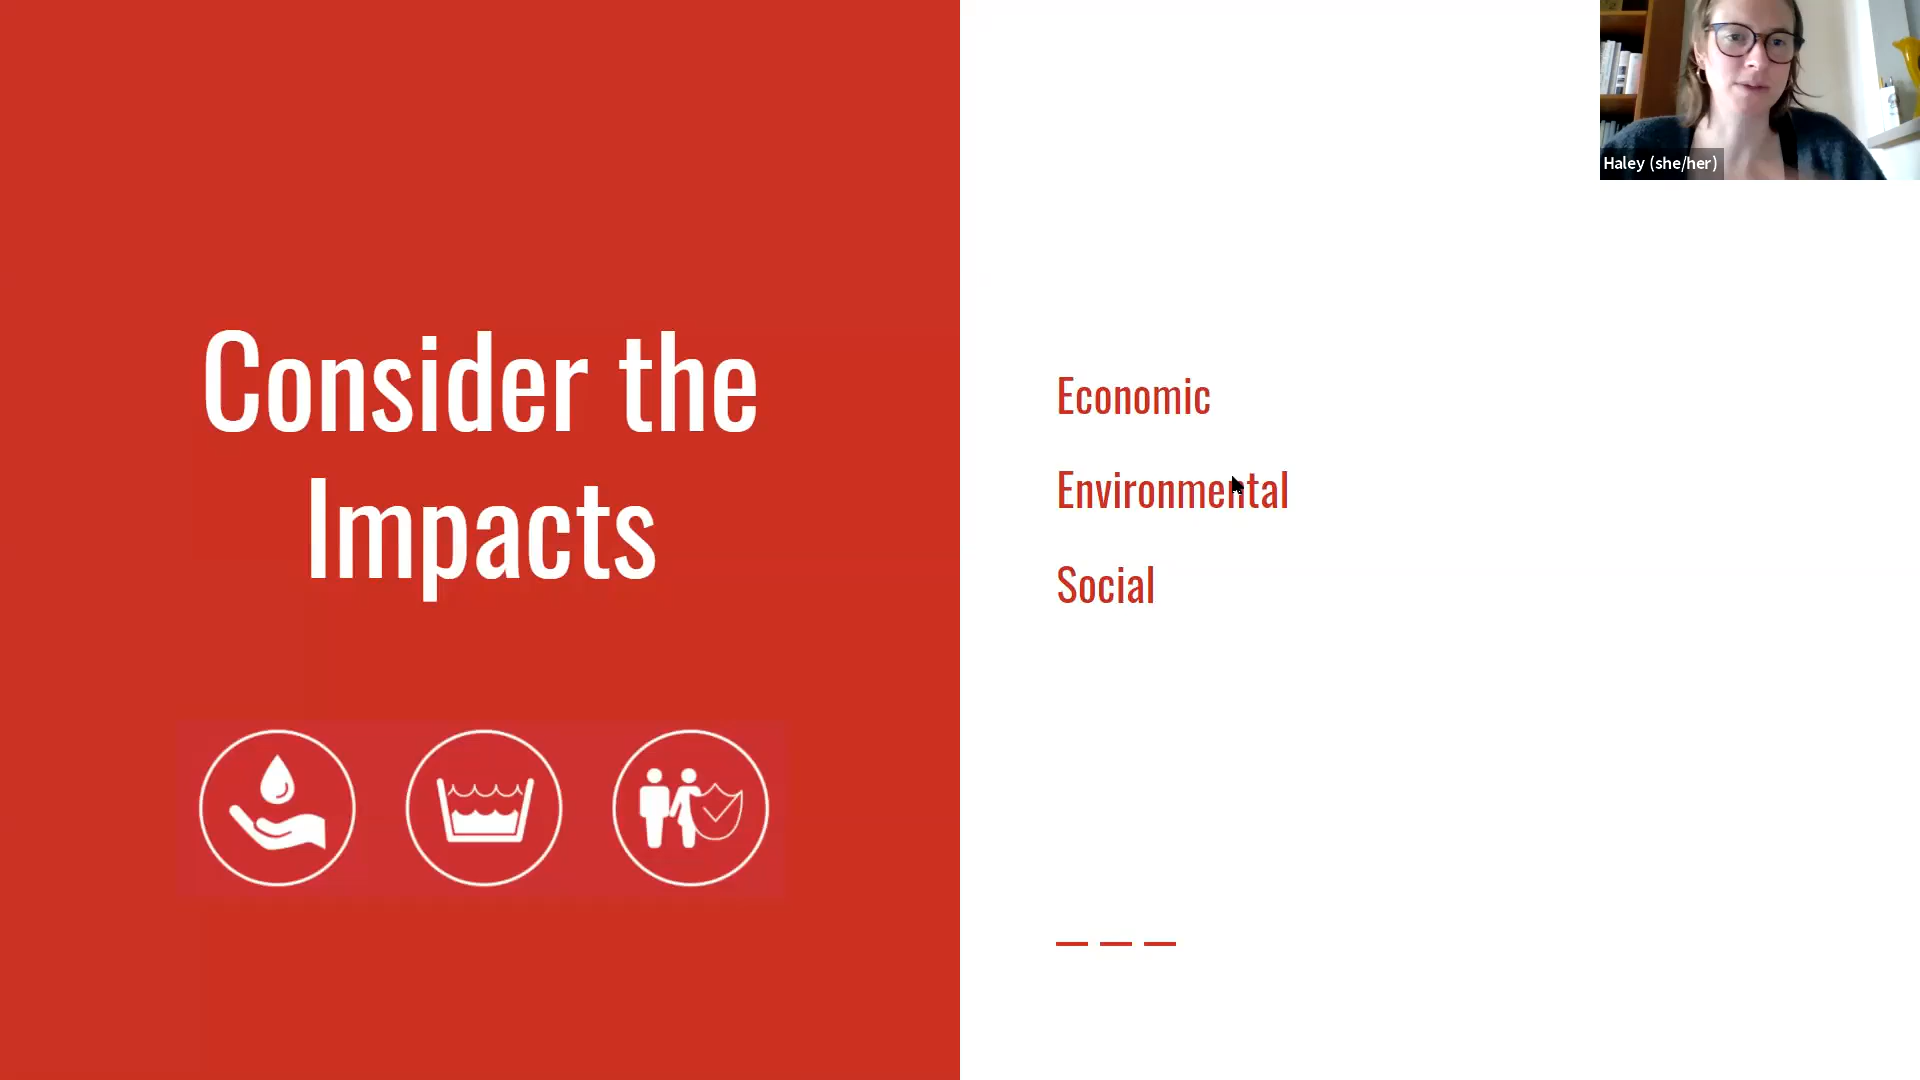 Consider the
Impacts
Economic
Environmental
Social
Haley (she/her)